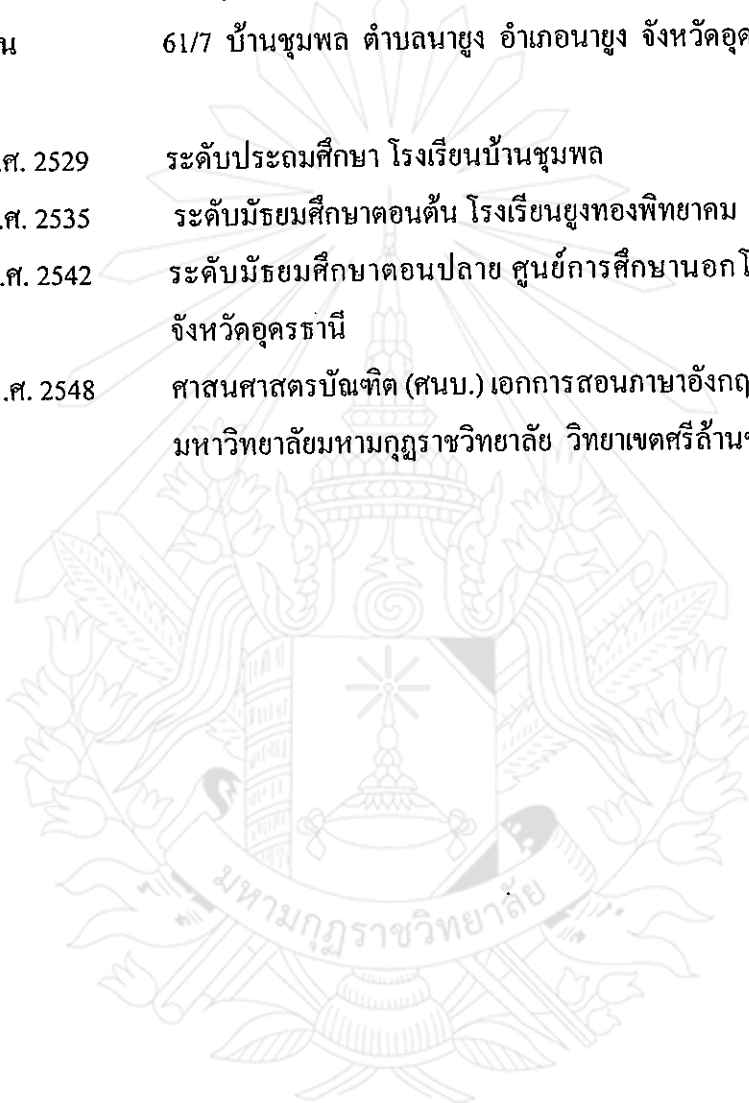 น 61/7 บ้านชุมพล ตำบลนายูง อำเภอนายูง จังหวัดอุด
.ศ. 2529 ระดับประถมศึกษา โรงเรียนบ้านชุมพล
.ศ. 2535 ระดับมัธยมศึกษาตอนต้น โรงเรียนยูงทองพิทยาคม
.ศ. 2542 ระดับมัธยมศึกษาตอนปลาย ศูนย์การศึกษานอกโ
จังหวัดอุดรธานี
.ศ. 2548 ศาสนศาสตรบัณฑิต (ศนบ.) เอกการสอนภาษาอังกฤ
มหาวิทยาลัยมหามกุฏราชวิทยาลัย วิทยาเขตศรีล้านช
มหามกุฏราชวิทยาลัย